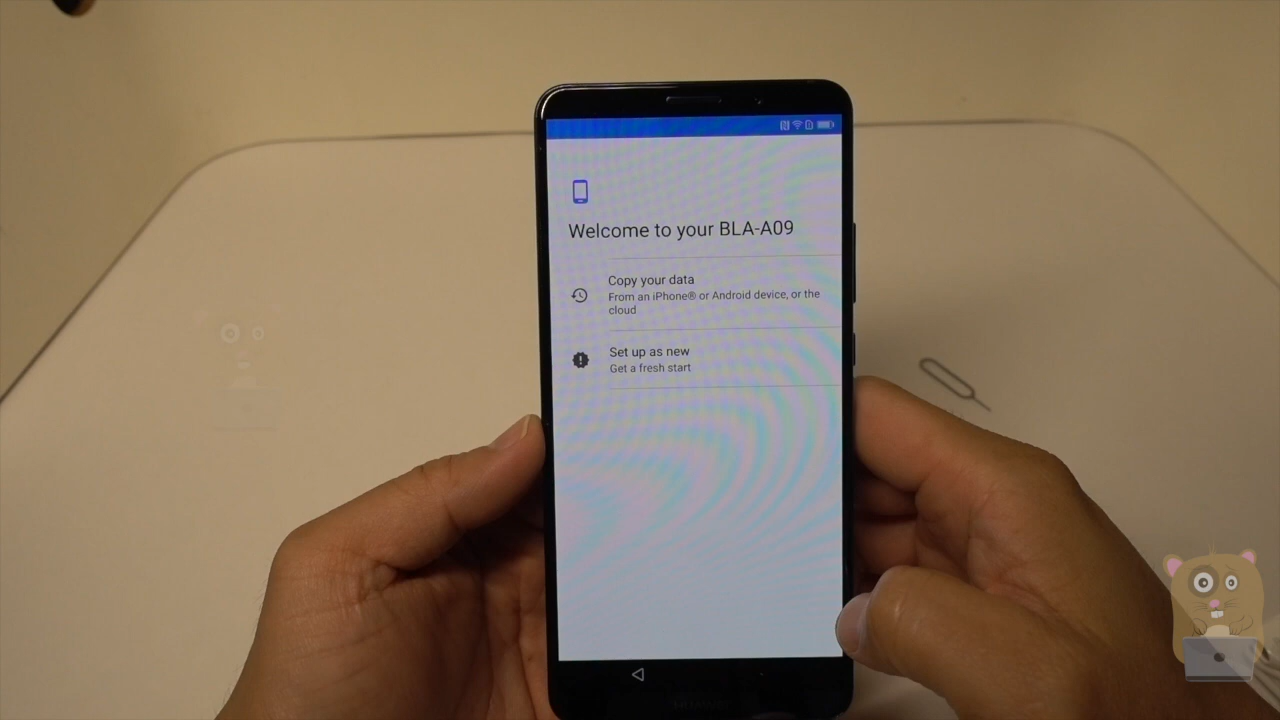 Welcome to your BLA-A09
Copy your data
From an iPhone® or Android device, or the
cloud
Set up as new
Get a fresh start
HUAWEI